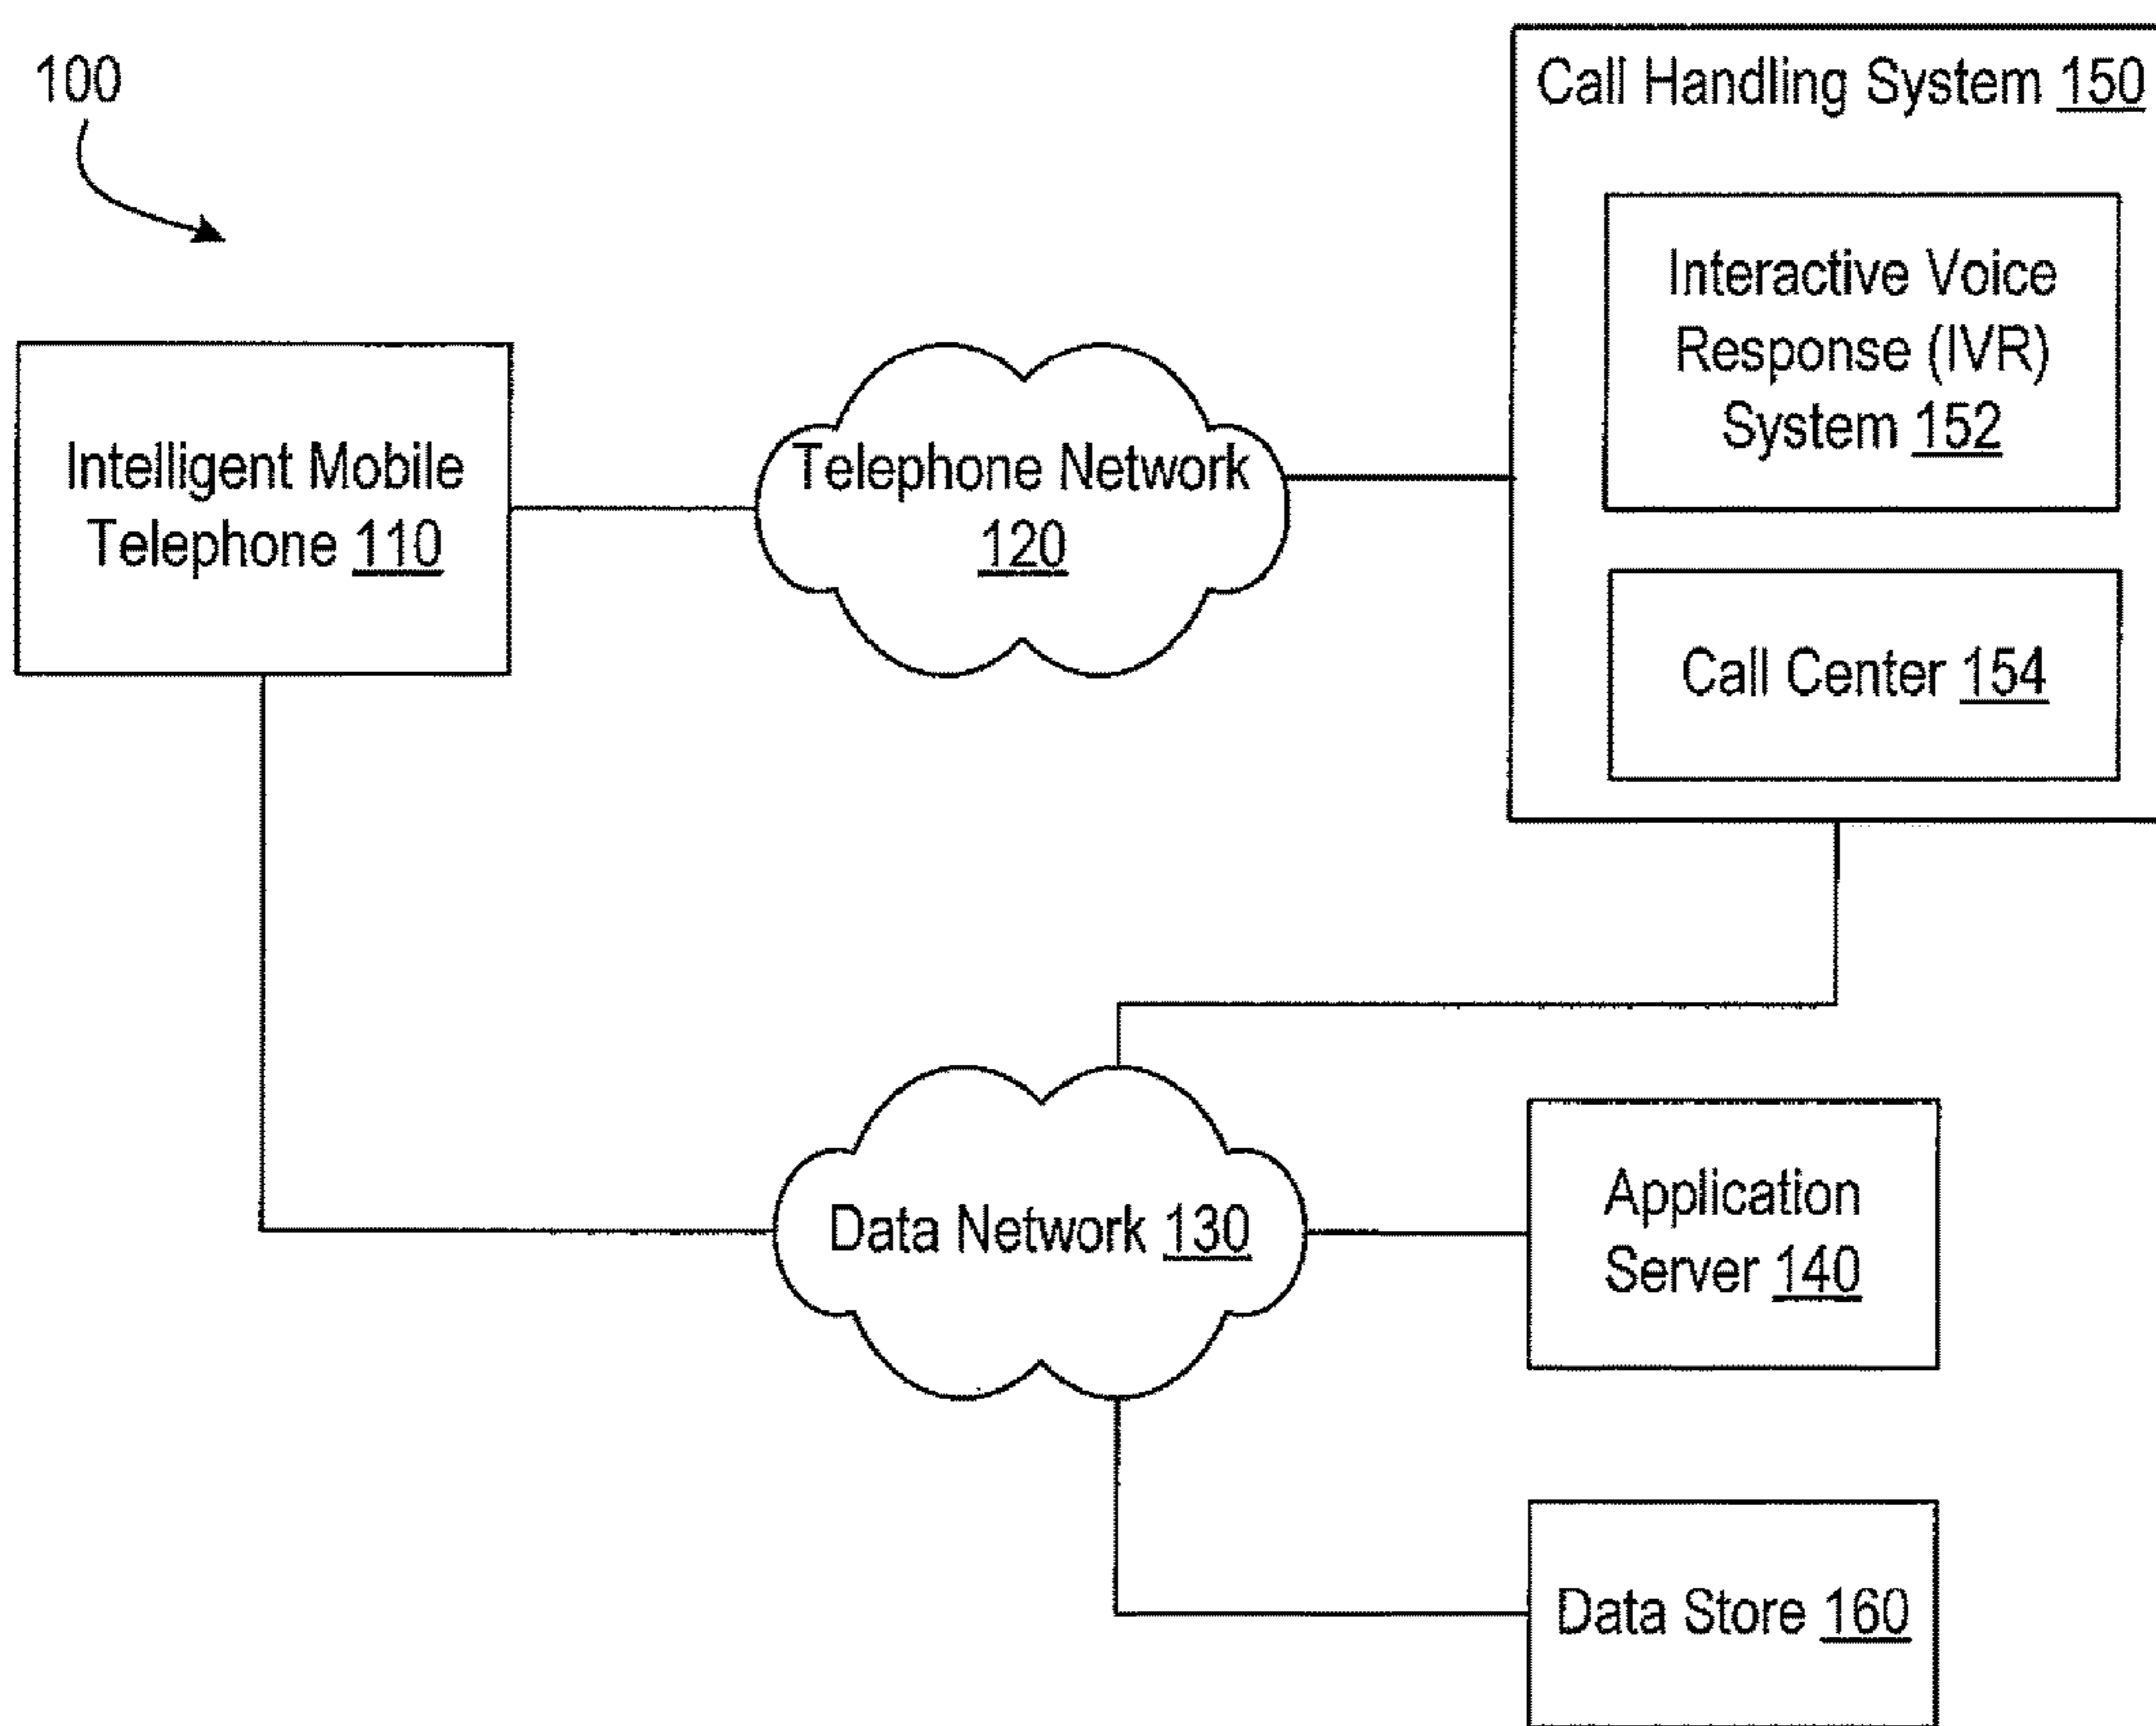 100
Call Handling System 150
Interactive Voice
Response (IVR)
System 152
Intelligent Mobile
Telephone 110
Telephone Network
120
Call Center 154
Data Network 130
Application
Server 140
Data Store 160